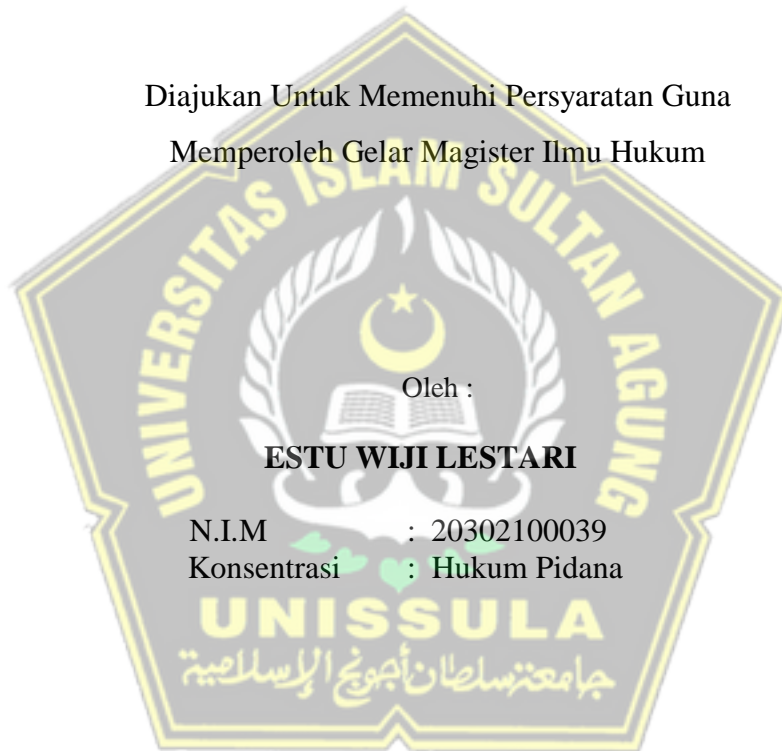 Diajukan Untuk Memenuhi Persyaratan Guna
Memperoleh Gelar Magister Ilmu Hukum
UNIVERSITAS ISLAM SULTAN AGUNG
Oleh :
ESTU WIJI LESTARI
N.I.M : 20302100039
Konsentrasi : Hukum Pidana
UNISSULA
جامعة سلطان أجونج الإسلامية